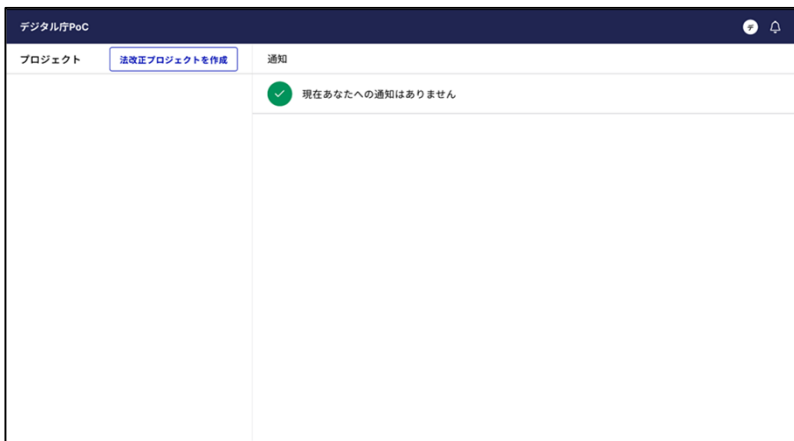 デジタル庁PoC
デ
プロジェクト
法改正プロジェクトを作成
通知
現在あなたへの通知はありません